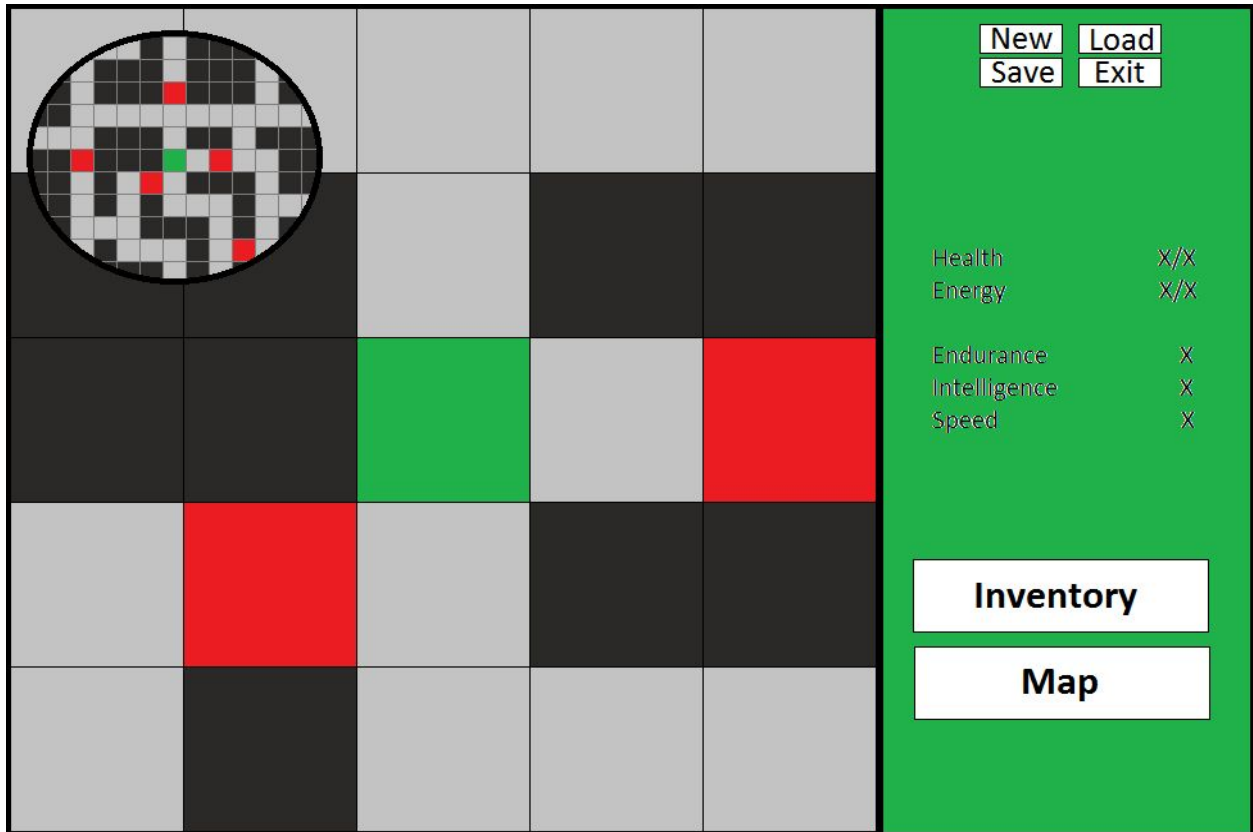 New Load
Save Exit
Health X/X
Energy X/X
Endurance X
Intelligence X
Speed X
Inventory
Map